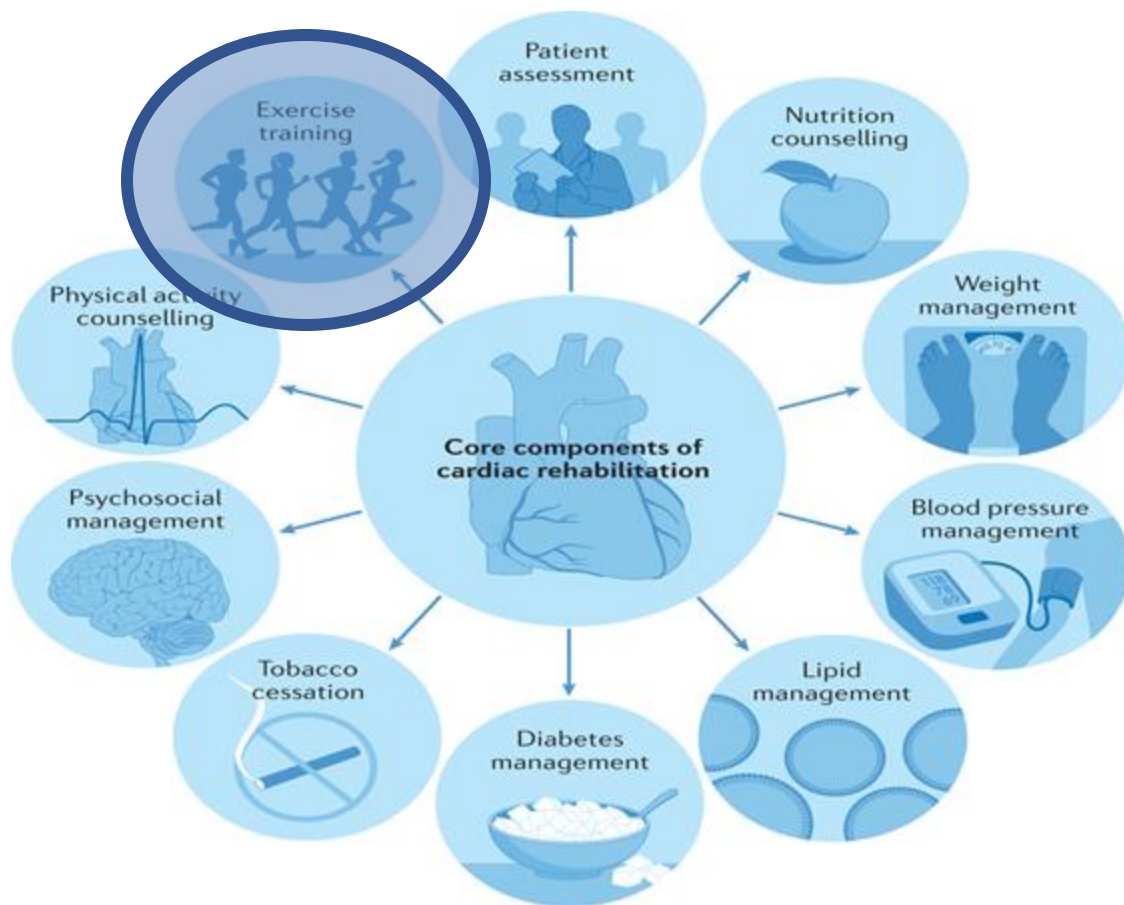 Patient
assessment
Exercise
training
Nutrition
counselling
Physical activity
counselling
Weight
management
Core components of
cardiac rehabilitation
Psychosocial
management
Blood pressure
management
Tobacco
cessation
Lipid
management
Diabetes
management